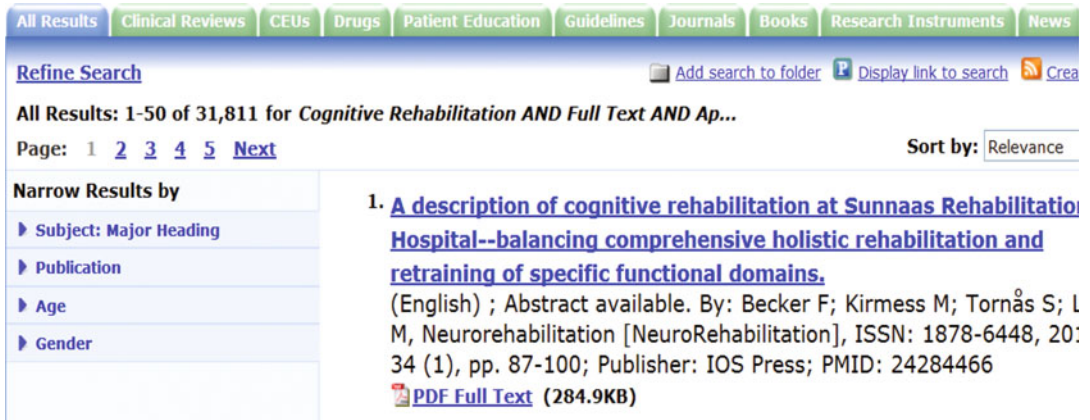 All Results Clinical Reviews CEUs Drugs Patient Education Guidelines Journals Books Research Instruments News
Refine Search Add search to folder Display link to search
All Results: 1-50 of 31,811 for Cognitive Rehabilitation AND Full Text AND Ap...
Page: 1 2 3 4 5 Next Sort by: Relevance
Narrow Results by
Subject: Major Heading
Publication
Age
Gender
1. A description of cognitive rehabilitation at Sunnaas Rehabilitation
Hospital--balancing comprehensive holistic rehabilitation and
retraining of specific functional domains.
(English) ; Abstract available. By: Becker F; Kirmess M; Tornås S; L
M, Neurorehabilitation [NeuroRehabilitation], ISSN: 1878-6448, 201
34 (1), pp. 87-100; Publisher: IOS Press; PMID: 24284466
PDF Full Text (284.9KB)